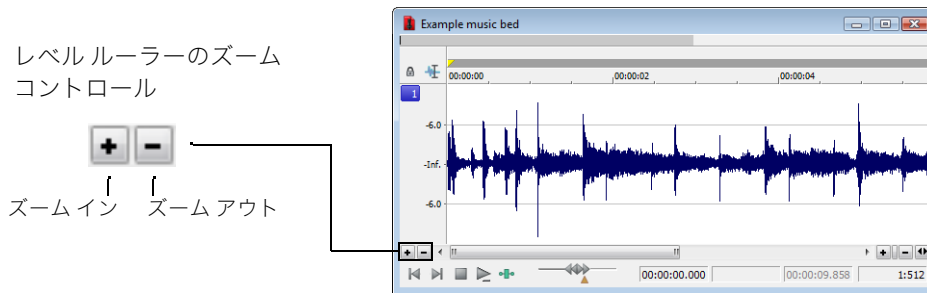 レベル ルーラーのズーム
コントロール
ズーム イン
ズーム アウト
Example music bed
00:00:00
00:00:02
00:00:04
1
-6.0
-Inf.
-6.0
00:00:00.000
00:00:09.858
1:512